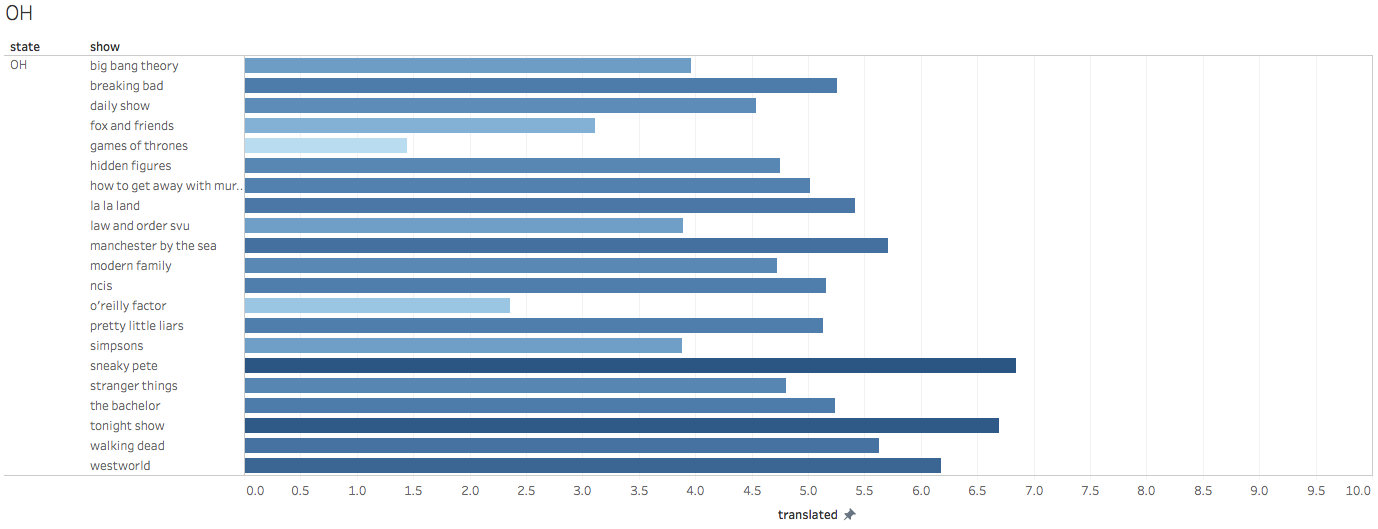 OH
state show
OH big bang theory
breaking bad
daily show
fox and friends
games of thrones
hidden figures
how to get away with mur..
la la land
law and order svu
manchester by the sea
modern family
ncis
o'reilly factor
pretty little liars
simpsons
sneaky pete
stranger things
the bachelor
tonight show
walking dead
westworld
0.0 0.5 1.0 1.5 2.0 2.5 3.0 3.5 4.0 4.5 5.0 5.5 6.0 6.5 7.0 7.5 8.0 8.5 9.0 9.5 10.0
translated